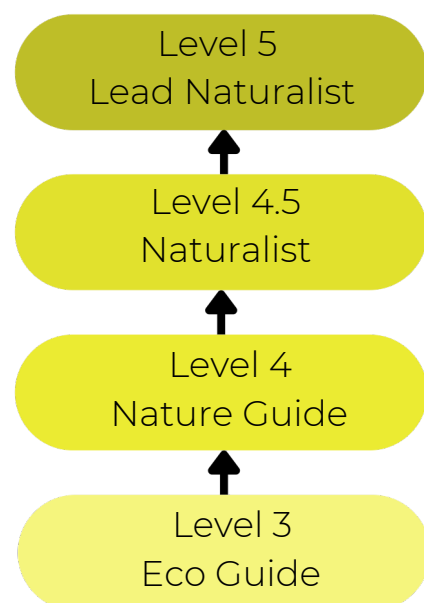 Level 5
Lead Naturalist
Level 4.5
Naturalist
Level 4
Nature Guide
Level 3
Eco Guide